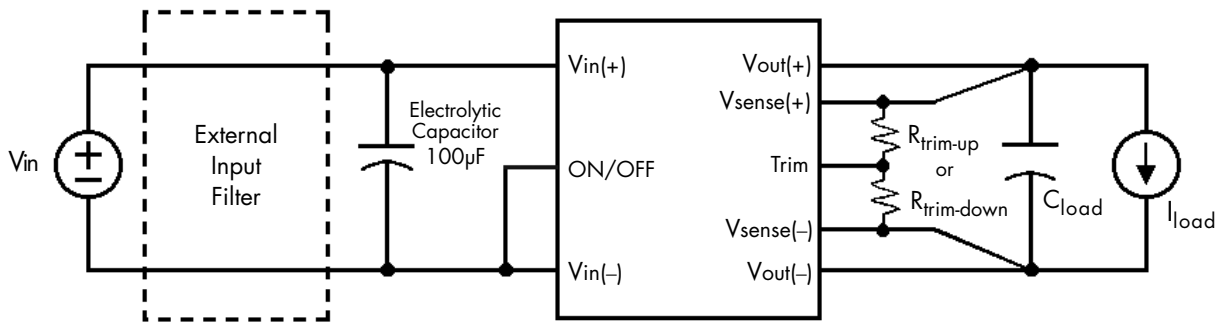 Vin
External
Input
Filter
Electrolytic
Capacitor
100µF
Vin(+)
ON/OFF
Vin(–)
Vout(+)
Vsense(+)
Trim
Vsense(–)
Vout(–)
Rtrim-up
or
Rtrim-down
Cload
Iload